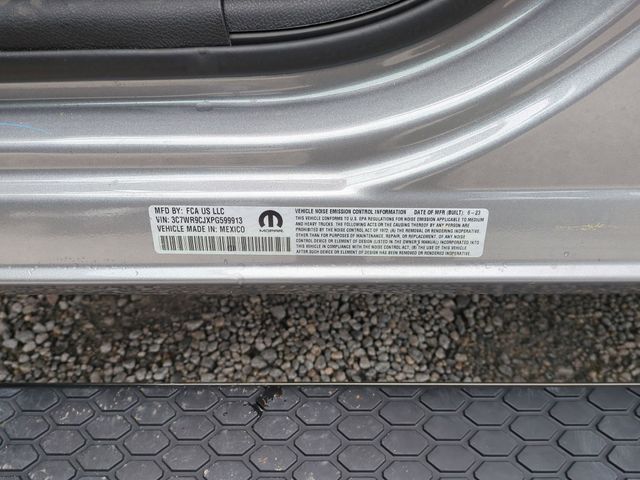 MFD BY: FCA US LLC
VIN: 3C7WR9CJXPG599913
VEHICLE MADE IN: MEXICO
MOPAR
VEHICLE NOISE EMISSION CONTROL INFORMATION DATE OF MFR (BUILT): 6-23
THIS VEHICLE CONFORMS TO U.S. EPA REGULATIONS FOR NOISE EMISSION APPLICABLE TO MEDIUM
AND HEAVY TRUCKS. THE FOLLOWING ACTS OR THE CAUSING THEREOF BY ANY PERSON ARE
PROHIBITED BY THE NOISE CONTROL ACT OF 1972. (A) THE REMOVAL OR RENDERING INOPERATIVE,
OTHER THAN FOR PURPOSES OF MAINTENANCE, REPAIR, OR REPLACEMENT, OF ANY NOISE
CONTROL DEVICE OR ELEMENT OF DESIGN (LISTED IN THE OWNER'S MANUAL) INCORPORATED INTO
THIS VEHICLE IN COMPLIANCE WITH THE NOISE CONTROL ACT, (B) THE USE OF THIS VEHICLE
AFTER SUCH DEVICE OR ELEMENT OF DESIGN HAS BEEN REMOVED OR RENDERED INOPERATIVE.